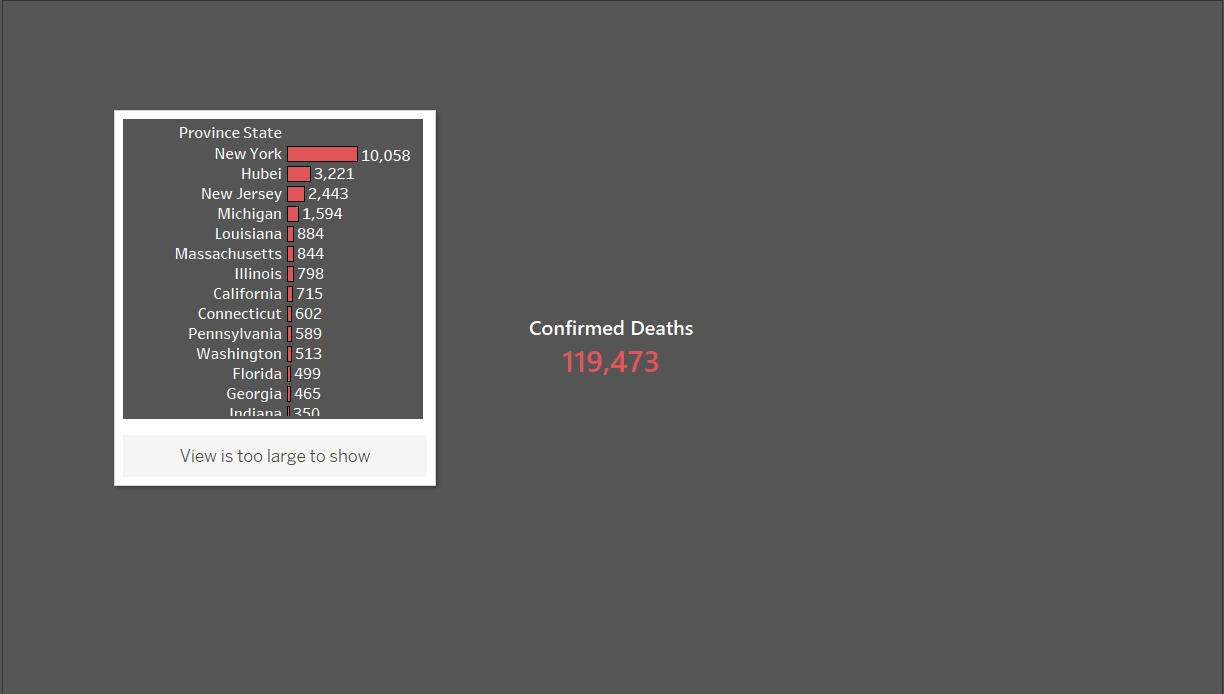 Province State
New York 10,058
Hubei 3,221
New Jersey 2,443
Michigan 1,594
Louisiana 884
Massachusetts 844
Illinois 798
California 715
Connecticut 602
Pennsylvania 589
Washington 513
Florida 499
Georgia 465
Indiana 350
View is too large to show
Confirmed Deaths
119,473